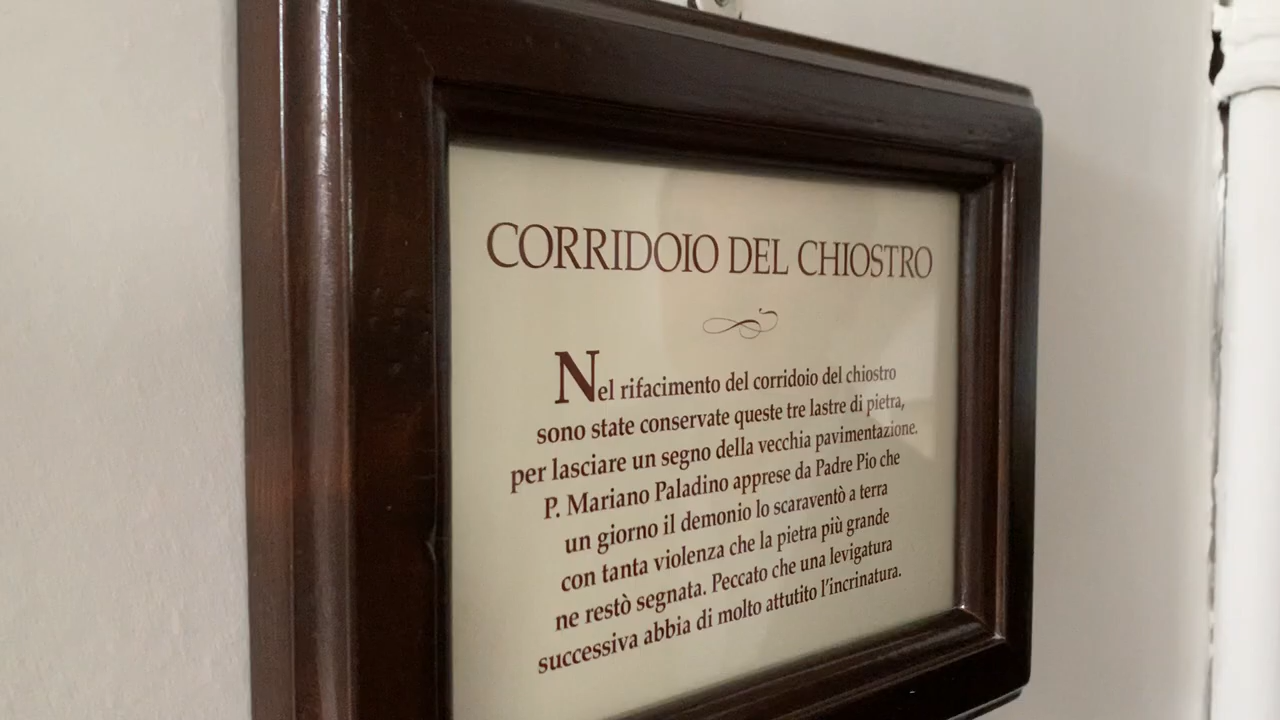 CORRIDOIO DEL CHIOSTRO
Nel rifacimento del corridoio del chiostro
sono state conservate queste tre lastre di pietra,
per lasciare un segno della vecchia pavimentazione.
P. Mariano Paladino apprese da Padre Pio che
un giorno il demonio lo scaraventò a terra
con tanta violenza che la pietra più grande
ne restò segnata. Peccato che una levigatura
successiva abbia di molto attutito l'incrinatura.